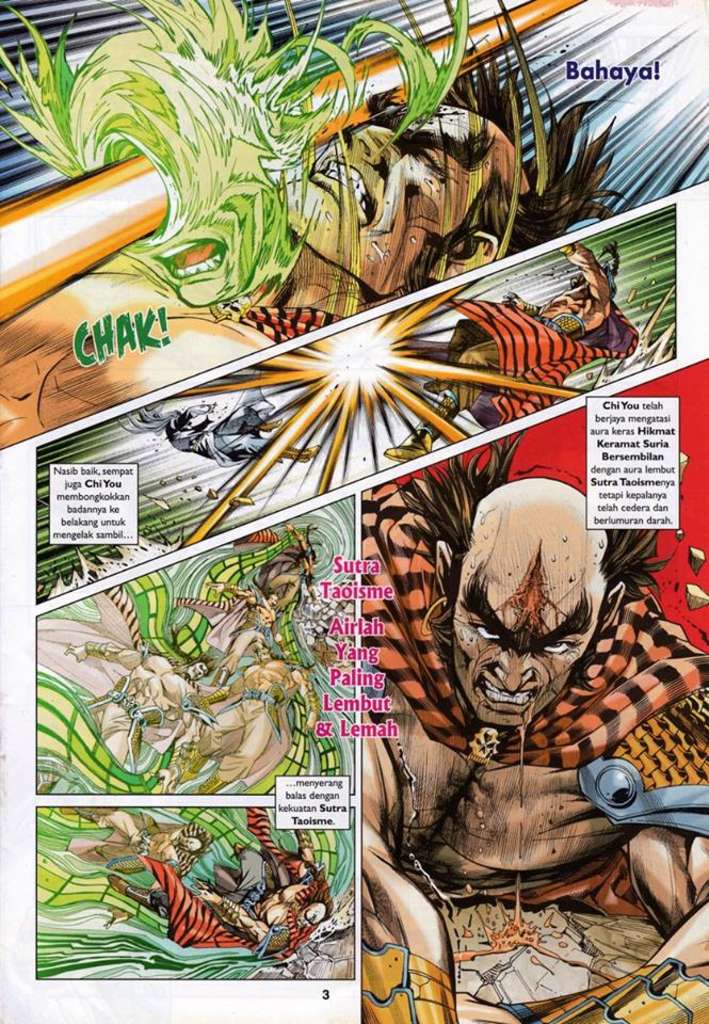 Bahaya!
CHAK!
Nasib baik, sempat
juga Chi You
membongkokkan
badannya ke
belakang untuk
mengelak sambil...
Chi You telah
berjaya mengatasi
aura keras Hikmat
Keramat Suria
Bersembilan
dengan aura lembut
Sutra Taoismenya
tetapi kepalanya
telah cedera dan
berlumuran darah.
Sutra
Taoisme
Airlah
Yang
Paling
Lembut
& Lemah
...menyerang
balas dengan
kekuatan Sutra
Taoisme.
3